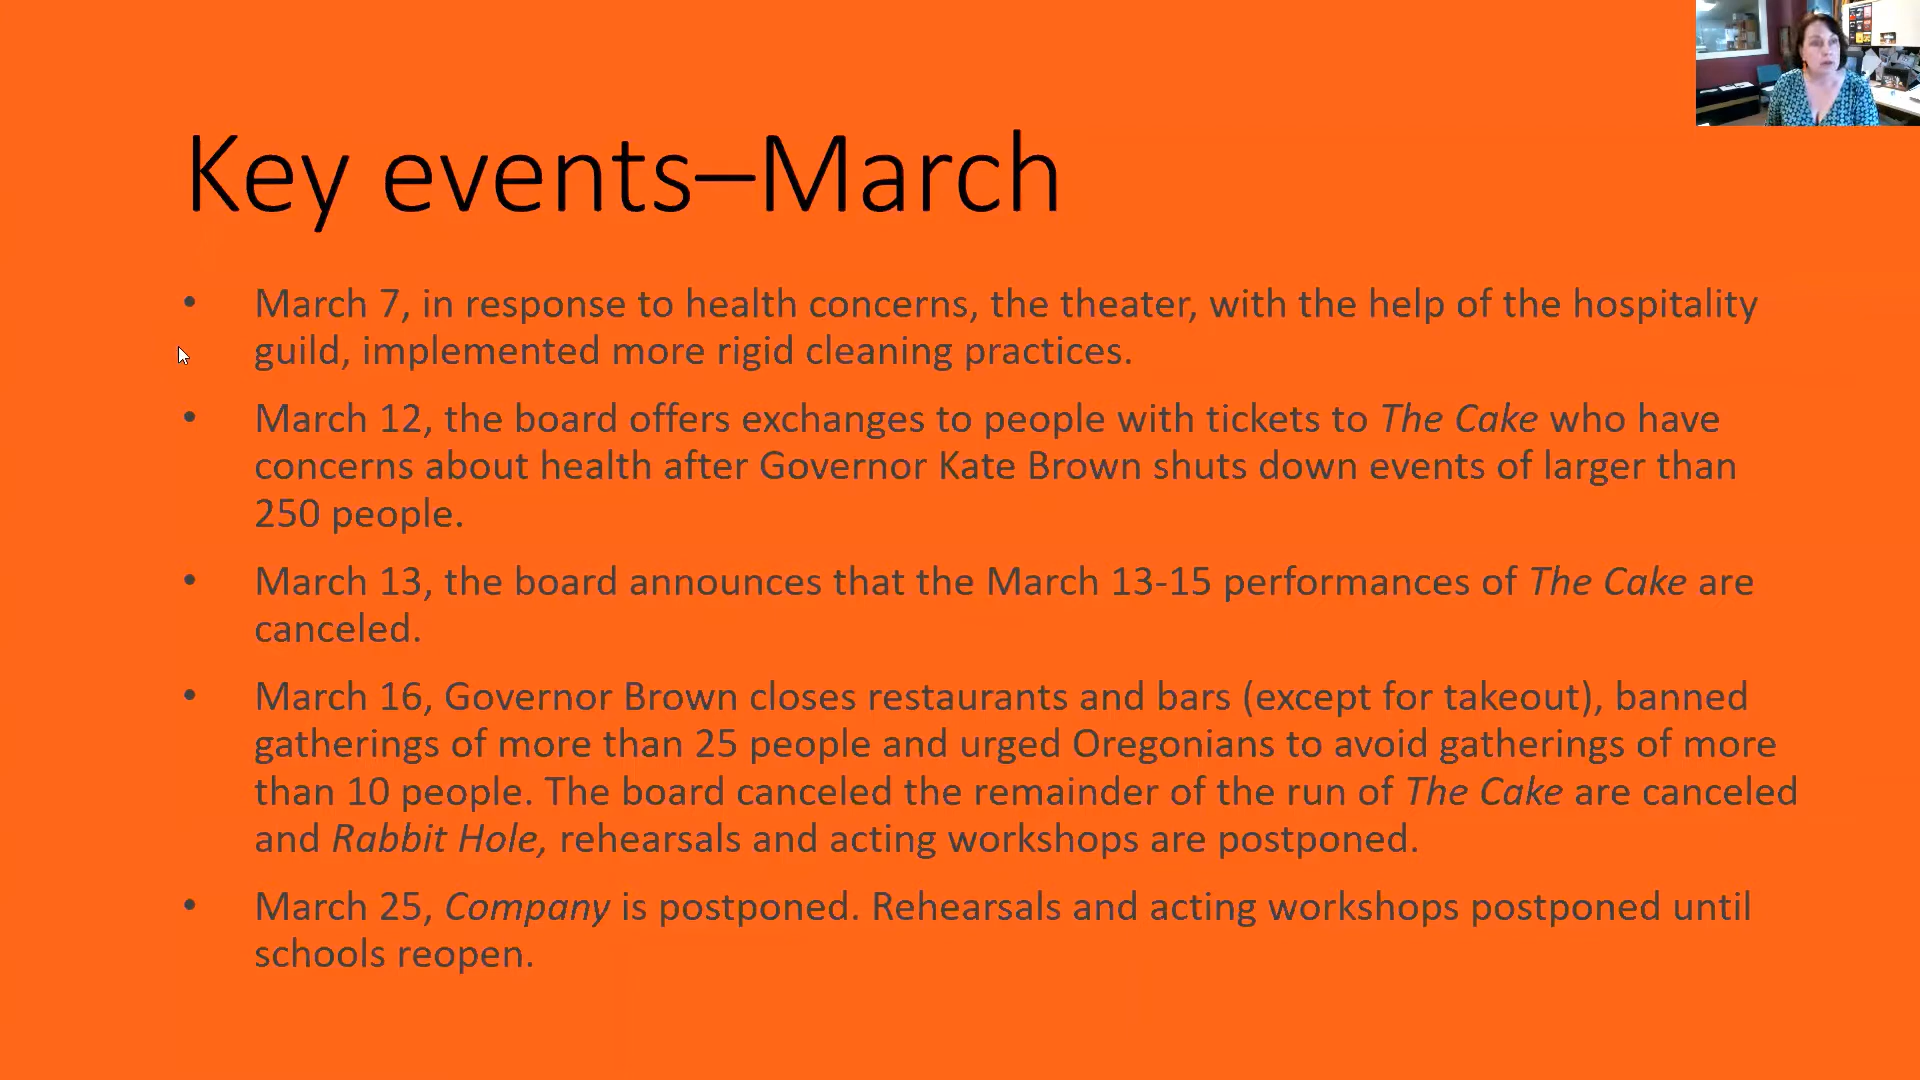 Key events–March
• March 7, in response to health concerns, the theater, with the help of the hospitality
guild, implemented more rigid cleaning practices.
• March 12, the board offers exchanges to people with tickets to The Cake who have
concerns about health after Governor Kate Brown shuts down events of larger than
250 people.
• March 13, the board announces that the March 13-15 performances of The Cake are
canceled.
• March 16, Governor Brown closes restaurants and bars (except for takeout), banned
gatherings of more than 25 people and urged Oregonians to avoid gatherings of more
than 10 people. The board canceled the remainder of the run of The Cake are canceled
and Rabbit Hole, rehearsals and acting workshops are postponed.
• March 25, Company is postponed. Rehearsals and acting workshops postponed until
schools reopen.